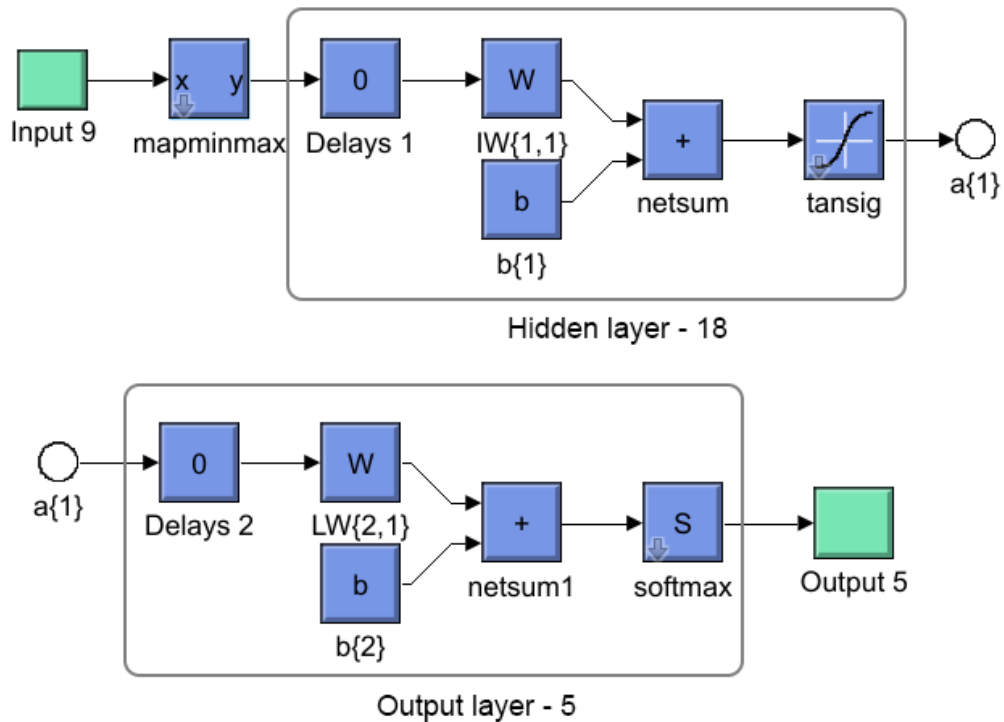 x y
0
W
Input 9
mapminmax
Delays 1
IW{1,1}
+
b
netsum
tansig
a{1}
b{1}
Hidden layer - 18
0
W
a{1}
Delays 2
LW{2,1}
+
S
b
netsum1
softmax
Output 5
b{2}
Output layer - 5